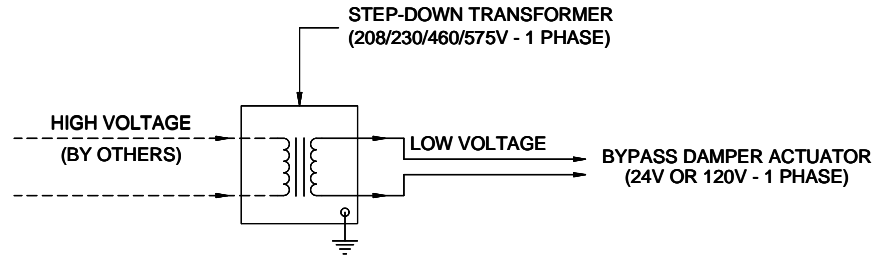 STEP-DOWN TRANSFORMER
(208/230/460/575V - 1 PHASE)
HIGH VOLTAGE
(BY OTHERS)
LOW VOLTAGE
BYPASS DAMPER ACTUATOR
(24V OR 120V - 1 PHASE)